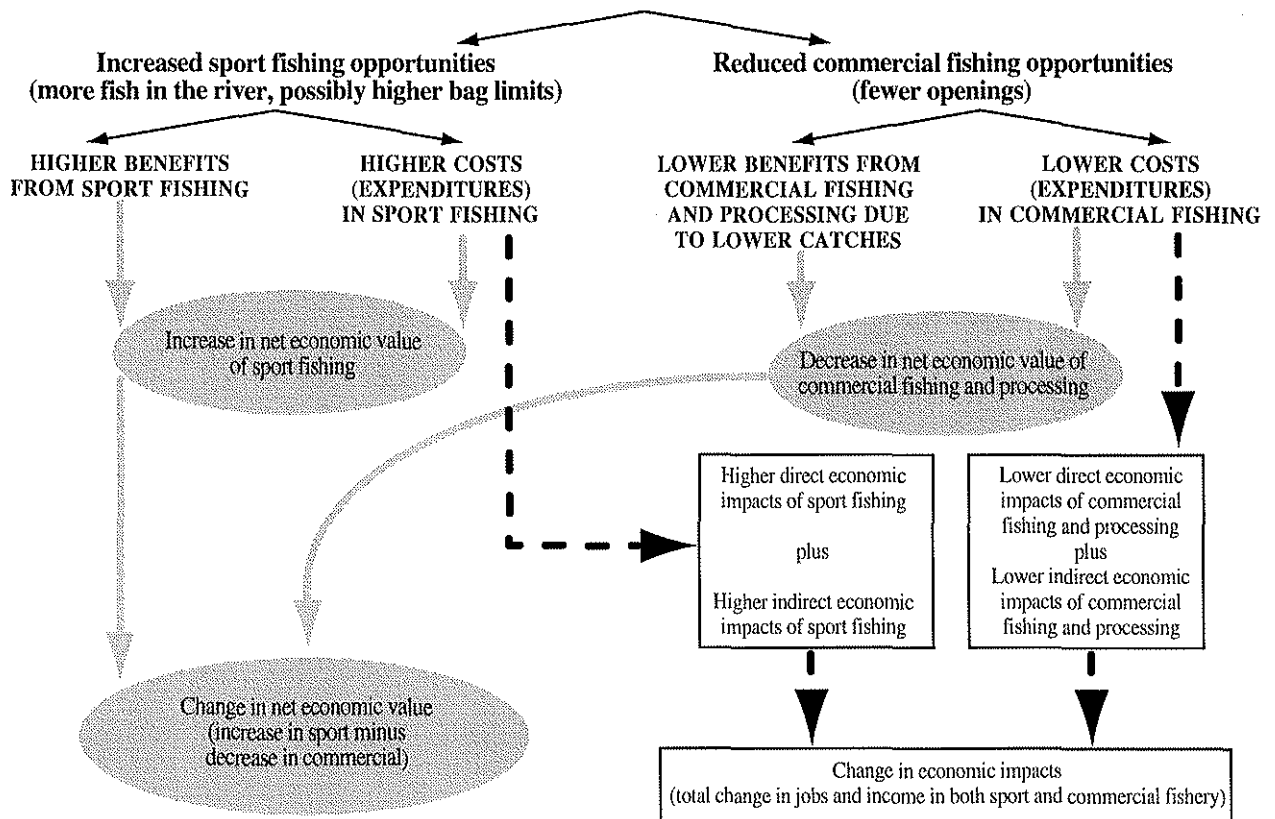 Increased sport fishing opportunities
(more fish in the river, possibly higher bag limits)
Reduced commercial fishing opportunities
(fewer openings)
HIGHER BENEFITS
FROM SPORT FISHING
HIGHER COSTS
(EXPENDITURES)
IN SPORT FISHING
LOWER BENEFITS FROM
COMMERCIAL FISHING
AND PROCESSING DUE
TO LOWER CATCHES
LOWER COSTS
(EXPENDITURES)
IN COMMERCIAL FISHING
Increase in net economic value
of sport fishing
Decrease in net economic value of
commercial fishing and processing
Higher direct economic
impacts of sport fishing
plus
Higher indirect economic
impacts of sport fishing
Lower direct economic
impacts of commercial
fishing and processing
plus
Lower indirect economic
impacts of commercial
fishing and processing
Change in net economic value
(increase in sport minus
decrease in commercial)
Change in economic impacts
(total change in jobs and income in both sport and commercial fishery)